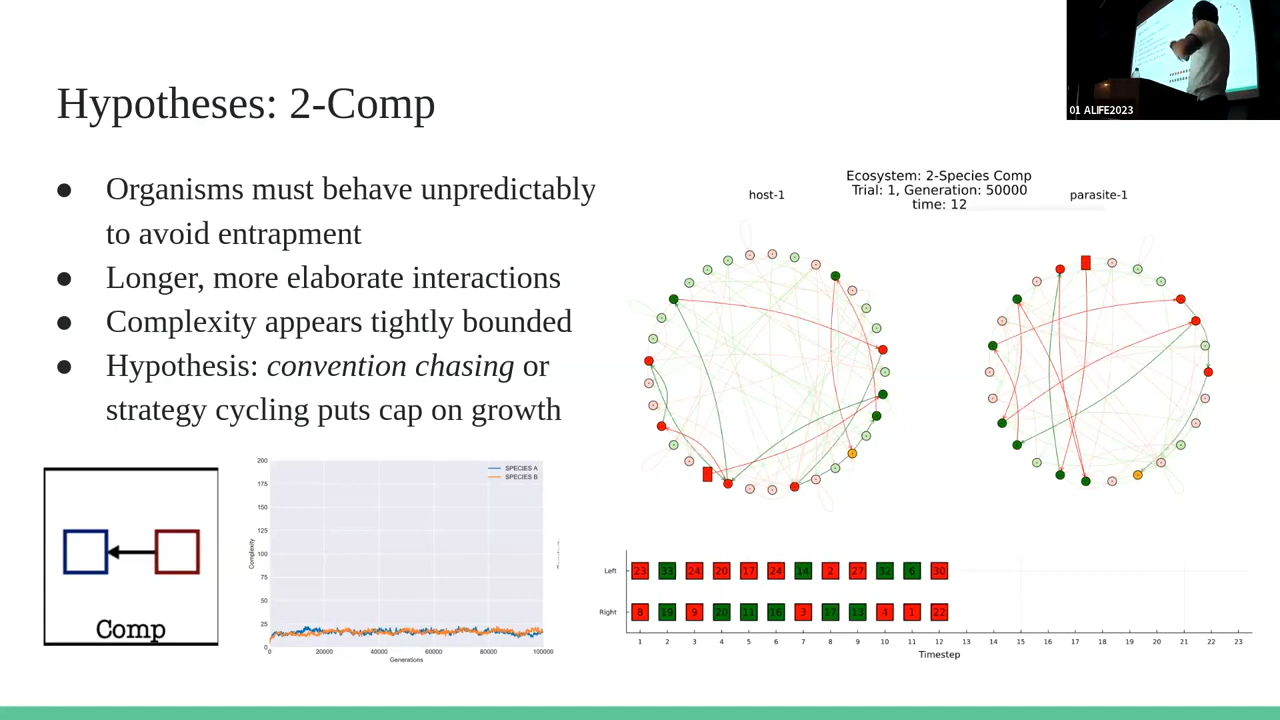 01 ALIFE2023
Hypotheses: 2-Comp
● Organisms must behave unpredictably
to avoid entrapment
● Longer, more elaborate interactions
● Complexity appears tightly bounded
● Hypothesis: convention chasing or
strategy cycling puts cap on growth
Comp
200
175
150
125
100
75
50
25
0
Complexity
SPECIES A
SPECIES B
0 20000 40000 60000 80000 100000
Generations
Ecosystem: 2-Species Comp
Trial: 1, Generation: 50000
time: 12
host-1
parasite-1
Left 23 33 24 20 17 24 14 2 27 32 6 30
Right 8 19 9 20 11 16 3 17 13 4 1 22
1 2 3 4 5 6 7 8 9 10 11 12 13 14 15 16 17 18 19 20 21 22 23
Timestep